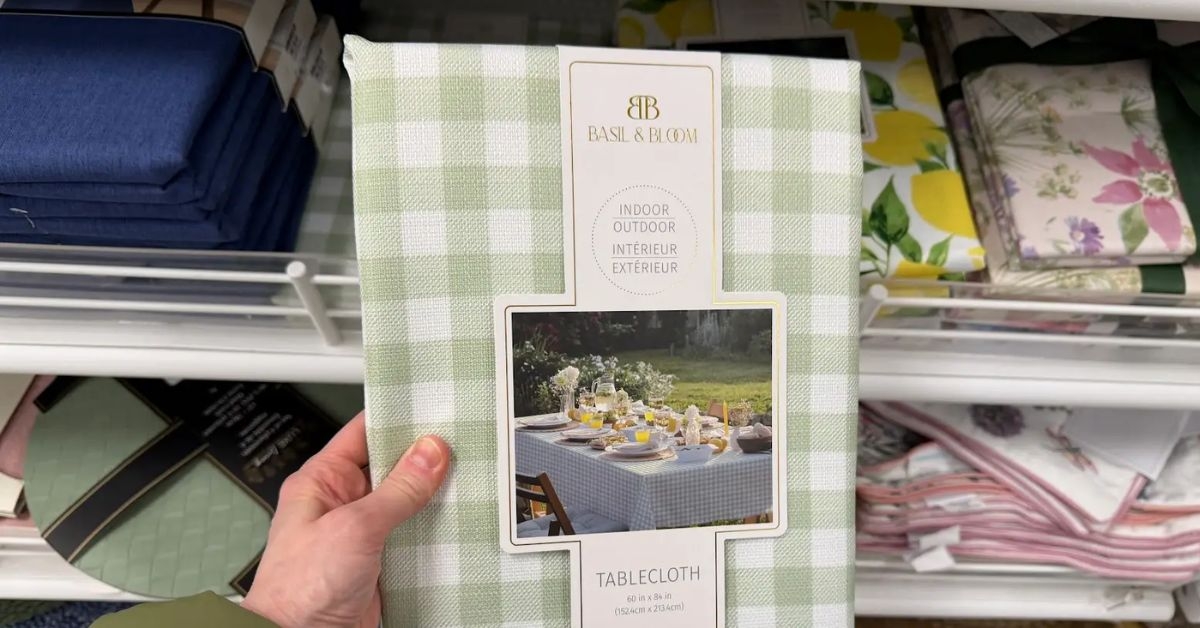 BB
BASIL & BLOOM
INDOOR
OUTDOOR
INTÉRIEUR
EXTÉRIEUR
TABLECLOTH
60 in x 84 in
(152.4cm x 213.4cm)